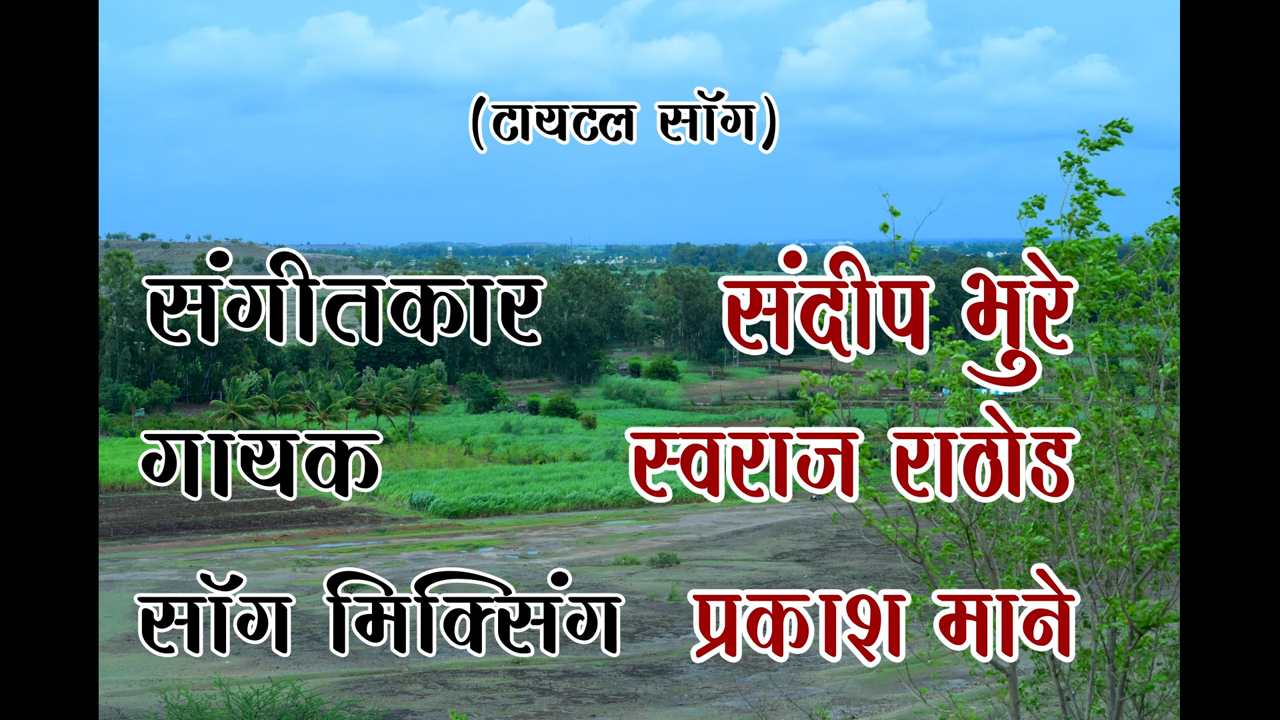 (टायटल सॉग)
संगीतकार संदीप भुरे
गायक स्वराज राठोड
सॉग मिक्सिंग प्रकाश माने